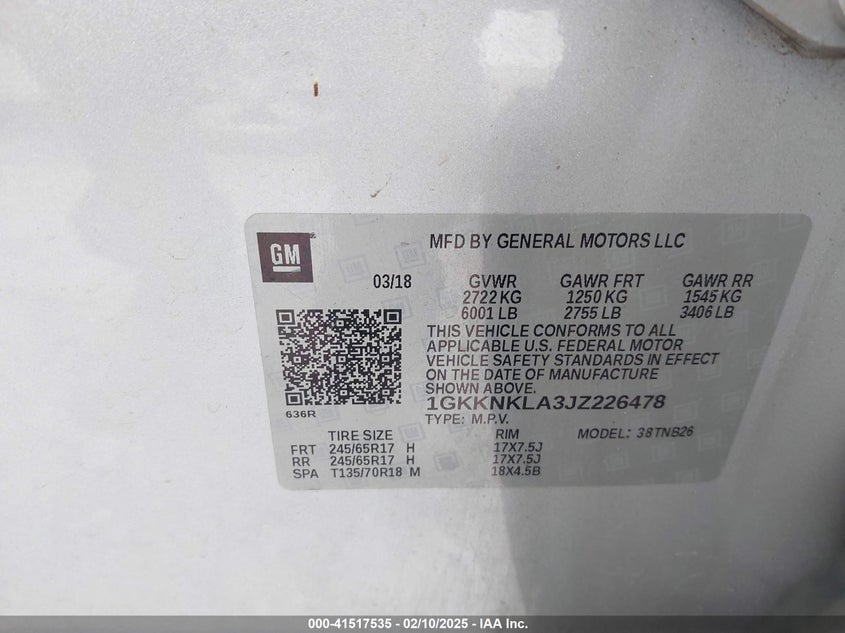 GM
MFD BY GENERAL MOTORS LLC
03/18 GVWR GAWR FRT GAWR RR
2722 KG 1250 KG 1545 KG
6001 LB 2755 LB 3406 LB
THIS VEHICLE CONFORMS TO ALL
APPLICABLE U.S. FEDERAL MOTOR
VEHICLE SAFETY STANDARDS IN EFFECT
ON THE DATE OF MANUFACTURE
SHOWN ABOVE.
1GKKNKLA3JZ226478
636R
TYPE: M.P.V.
TIRE SIZE RIM MODEL: 38TNB26
FRT 245/65R17 H 17X7.5J
RR 245/65R17 H 17X7.5J
SPA T135/70R18 M 18X4.5B
000-41517535 - 02/10/2025 - IAA Inc.